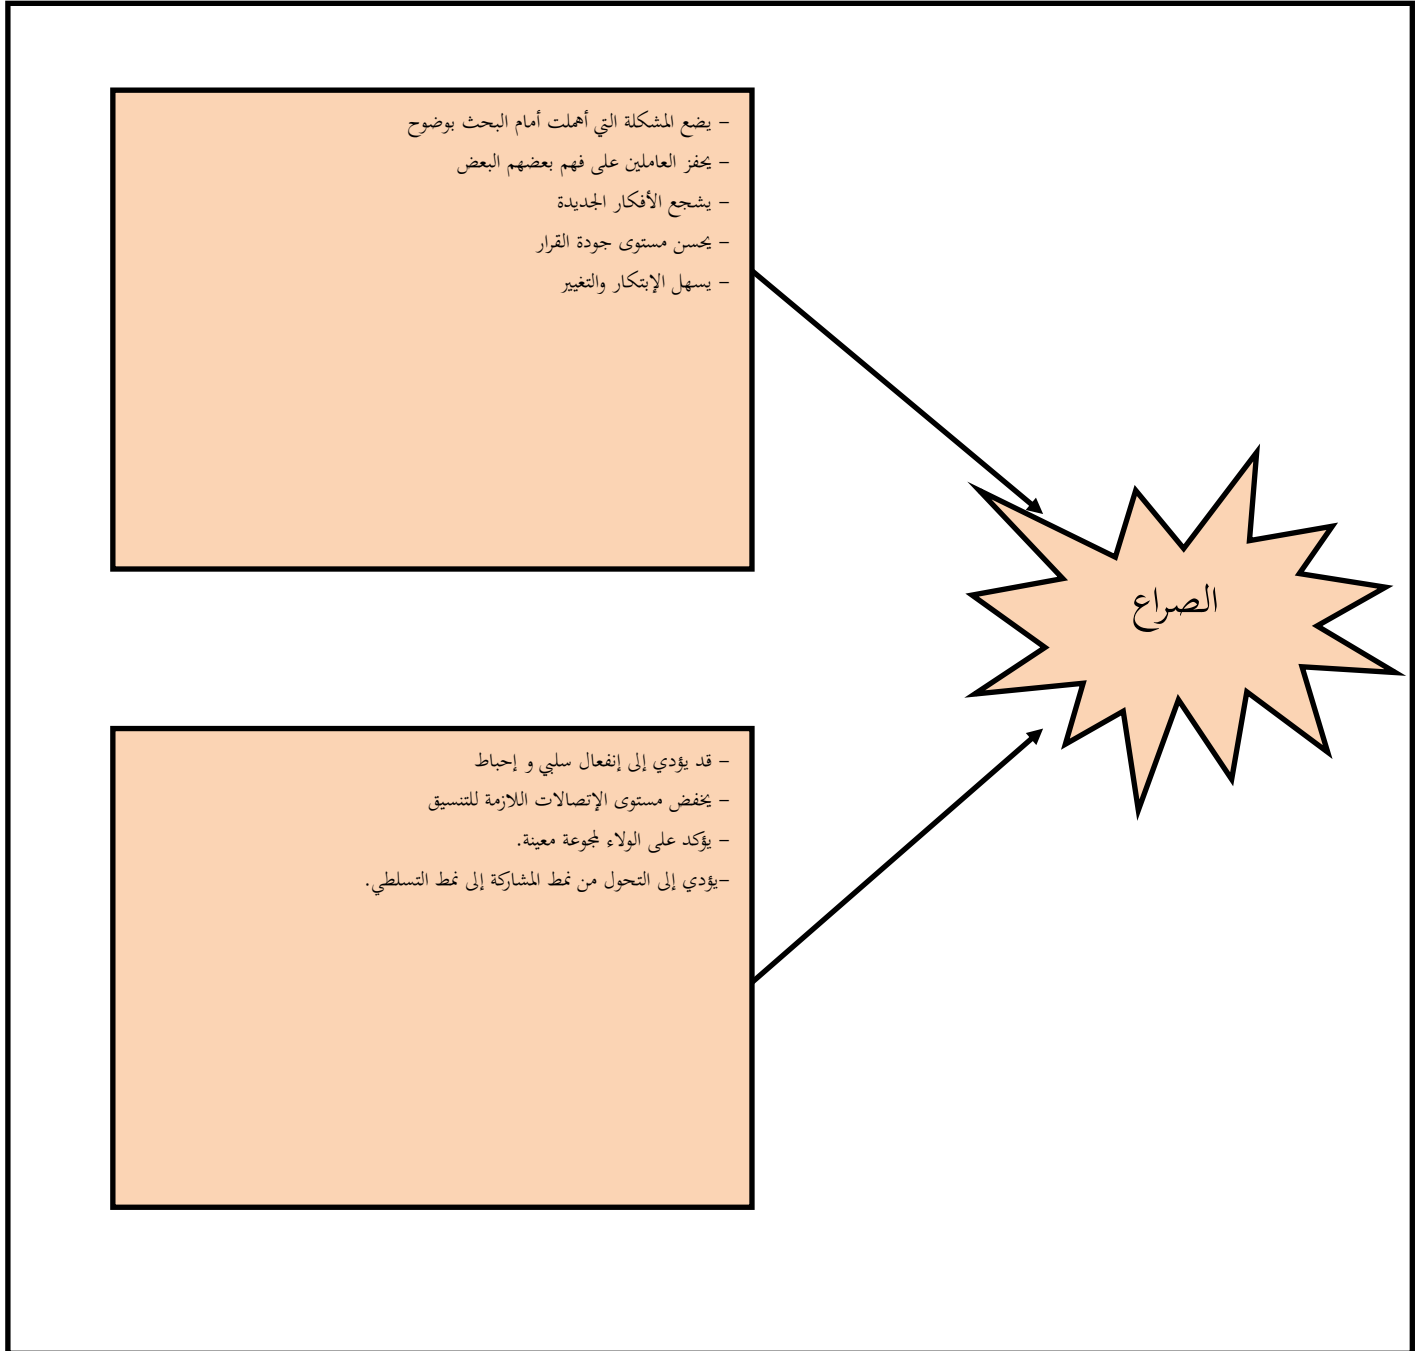 – يضع المشكلة التي أهملت أمام البحث بوضوح
– يحفز العاملين على فهم بعضهم البعض
– يشجع الأفكار الجديدة
– يحسن مستوى جودة القرار
– يسهل الإبتكار والتغيير
الصراع
– قد يؤدي إلى إنفعال سلبي و إحباط
– يخفض مستوى الإتصالات اللازمة للتنسيق
– يؤكد على الولاء لمجوعة معينة.
–يؤدي إلى التحول من نمط المشاركة إلى نمط التسلطي.